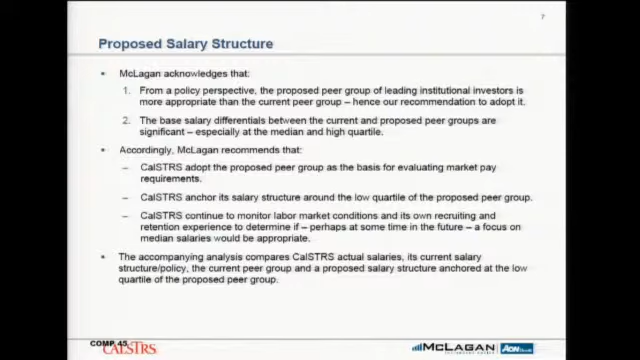 7
Proposed Salary Structure
• McLagan acknowledges that:
1. From a policy perspective, the proposed peer group of leading institutional investors is
more appropriate than the current peer group – hence our recommendation to adopt it.
2. The base salary differentials between the current and proposed peer groups are
significant – especially at the median and high quartile.
• Accordingly, McLagan recommends that:
– CalSTRS adopt the proposed peer group as the basis for evaluating market pay
requirements.
– CalSTRS anchor its salary structure around the low quartile of the proposed peer group.
– CalSTRS continue to monitor labor market conditions and its own recruiting and
retention experience to determine if – perhaps at some time in the future – a focus on
median salaries would be appropriate.
• The accompanying analysis compares CalSTRS actual salaries, its current salary
structure/policy, the current peer group and a proposed salary structure anchored at the low
quartile of the proposed peer group.
COMP 45
CALSTRS
MCLAGAN
AON